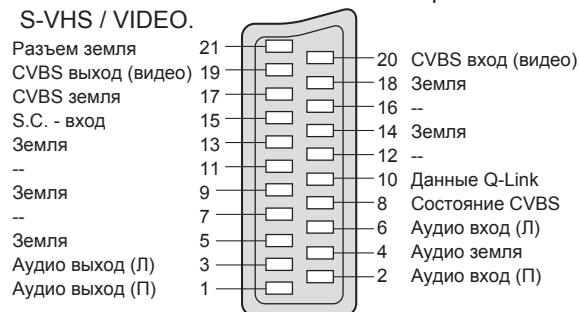 S-VHS / VIDEO.
Разъем земля 21
CVBS выход (видео) 19
CVBS земля 17
S.C. - вход 15
Земля 13
-- 11
Земля 9
-- 7
Земля 5
Аудио выход (Л) 3
Аудио выход (П) 1
20 CVBS вход (видео)
18 Земля
16 --
14 Земля
12 --
10 Данные Q-Link
8 Состояние CVBS
6 Аудио вход (Л)
4 Аудио земля
2 Аудио вход (П)